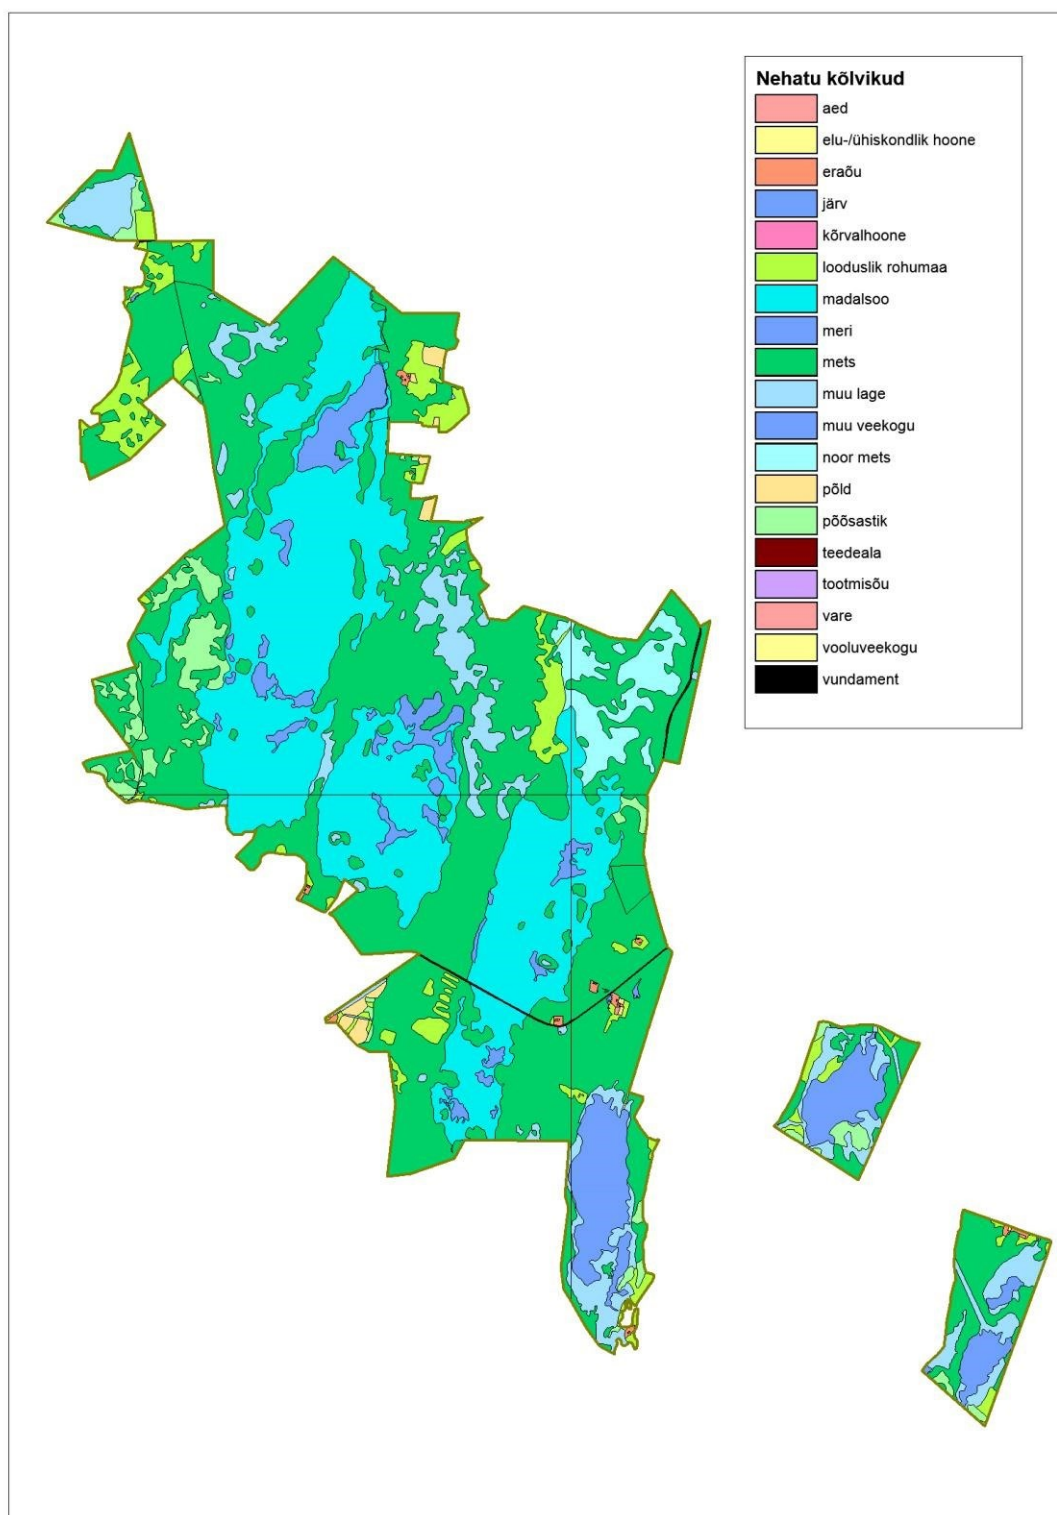 Nehatu kõlvikud
aed
elu-/ühiskondlik hoone
eraõu
järv
kõrvalhoone
looduslik rohumaa
madalsoo
meri
mets
muu lage
muu veekogu
noor mets
põld
põõsastik
teedeala
tootmisõu
vare
vooluveekogu
vundament